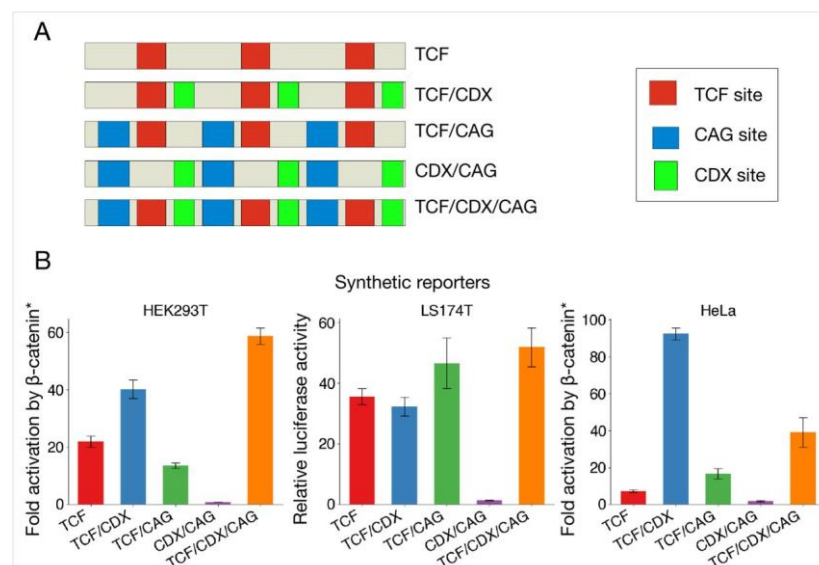 A
TCF
TCF/CDX
TCF/CAG
CDX/CAG
TCF/CDX/CAG
TCF site
CAG site
CDX site
B
Synthetic reporters
HEK293T
Fold activation by β-catenin*
60
40
20
0
TCF
TCF/CDX
TCF/CAG
CDX/CAG
TCF/CDX/CAG
LS174T
Relative luciferase activity
60
40
20
0
TCF
TCF/CDX
TCF/CAG
CDX/CAG
TCF/CDX/CAG
HeLa
Fold activation by β-catenin*
100
80
60
40
20
0
TCF
TCF/CDX
TCF/CAG
CDX/CAG
TCF/CDX/CAG